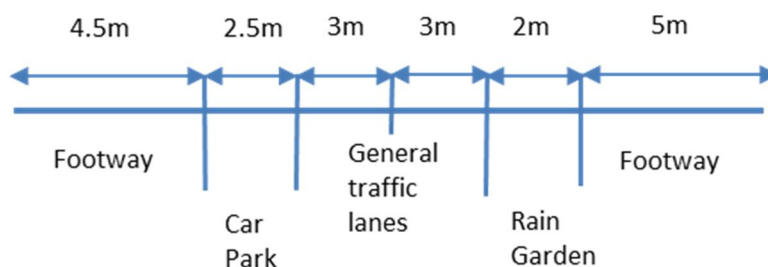 4.5m 2.5m 3m 3m 2m 5m
Footway
Car
Park
General
traffic
lanes
Rain
Garden
Footway